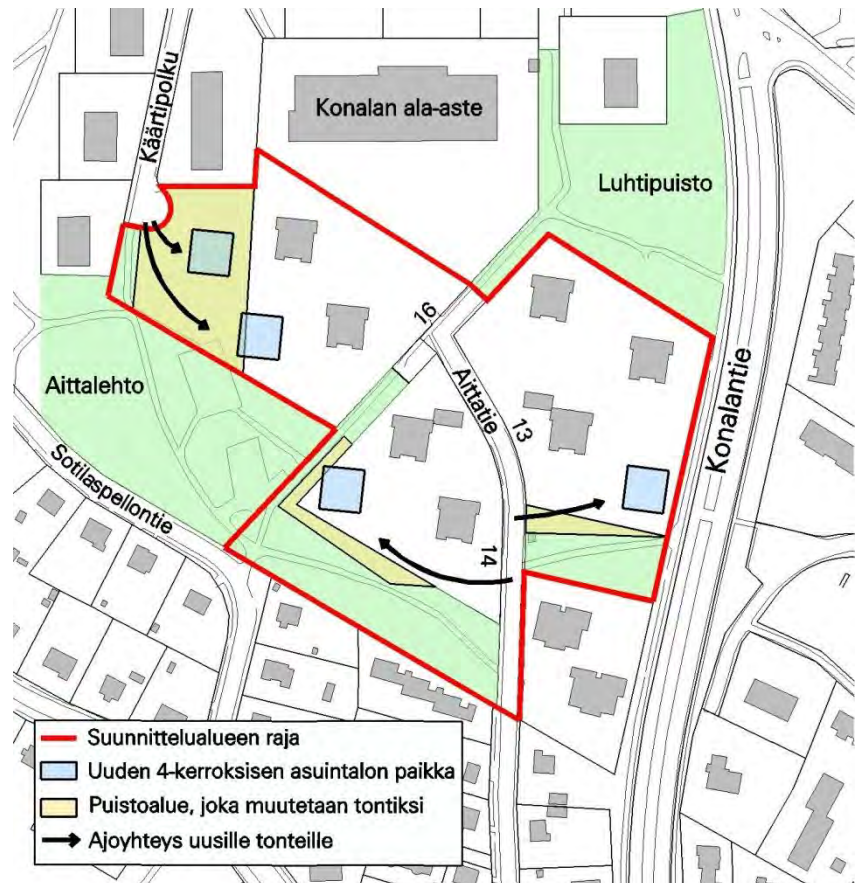 Käärtipolku
Konalan ala-aste
Luhtipuisto
16
Aittatie
13
Konalantie
Aittalehto
Sotilaspellontie
14
Suunnittelualueen raja
Uuden 4-kerroksisen asuintalon paikka
Puistoalue, joka muutetaan tontiksi
Ajoyhteys uusille tonteille